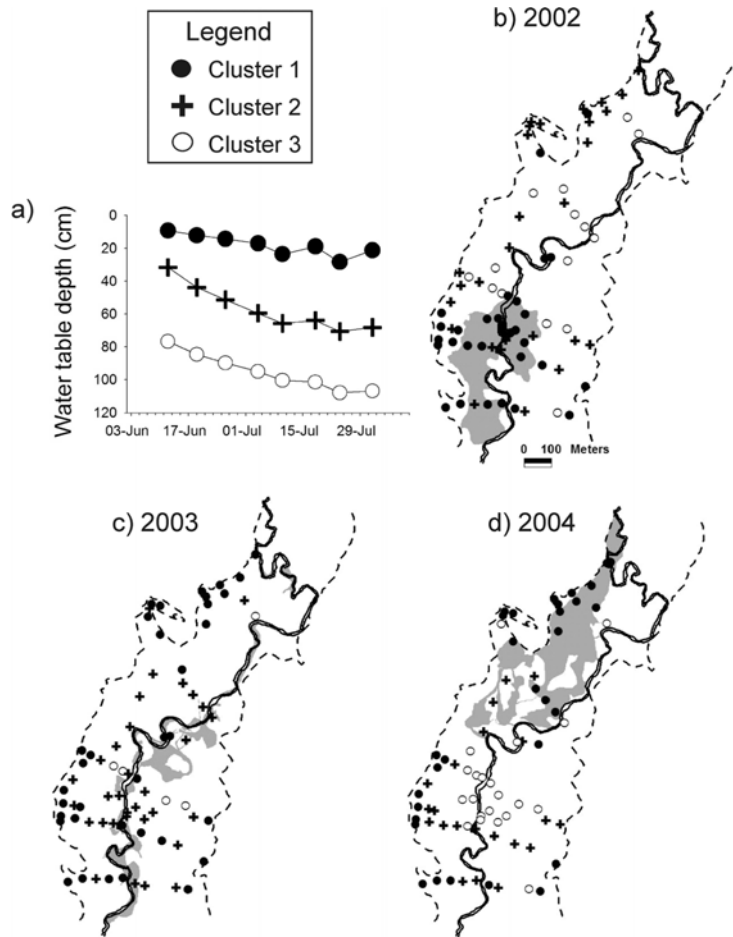 Legend
Cluster 1
Cluster 2
Cluster 3
a)
Water table depth (cm)
0
20
40
60
80
100
120
03-Jun 17-Jun 01-Jul 15-Jul 29-Jul
b) 2002
0 100 Meters
c) 2003
d) 2004